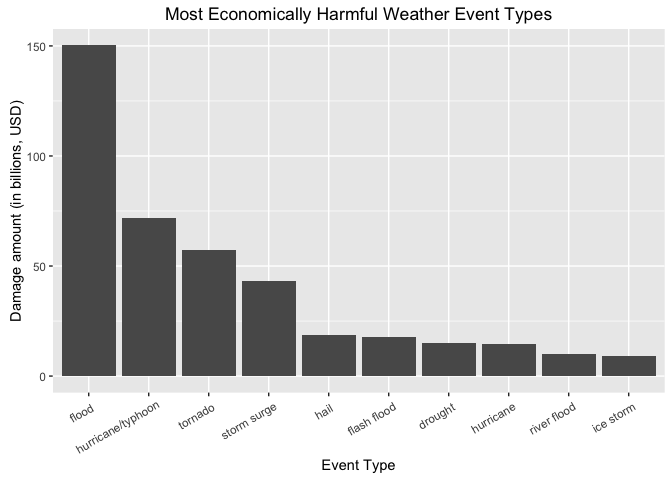 Most Economically Harmful Weather Event Types
Damage amount (in billions, USD)
150
100
50
0
flood
hurricane/typhoon
tornado
storm surge
hail
flash flood
drought
hurricane
river flood
ice storm
Event Type